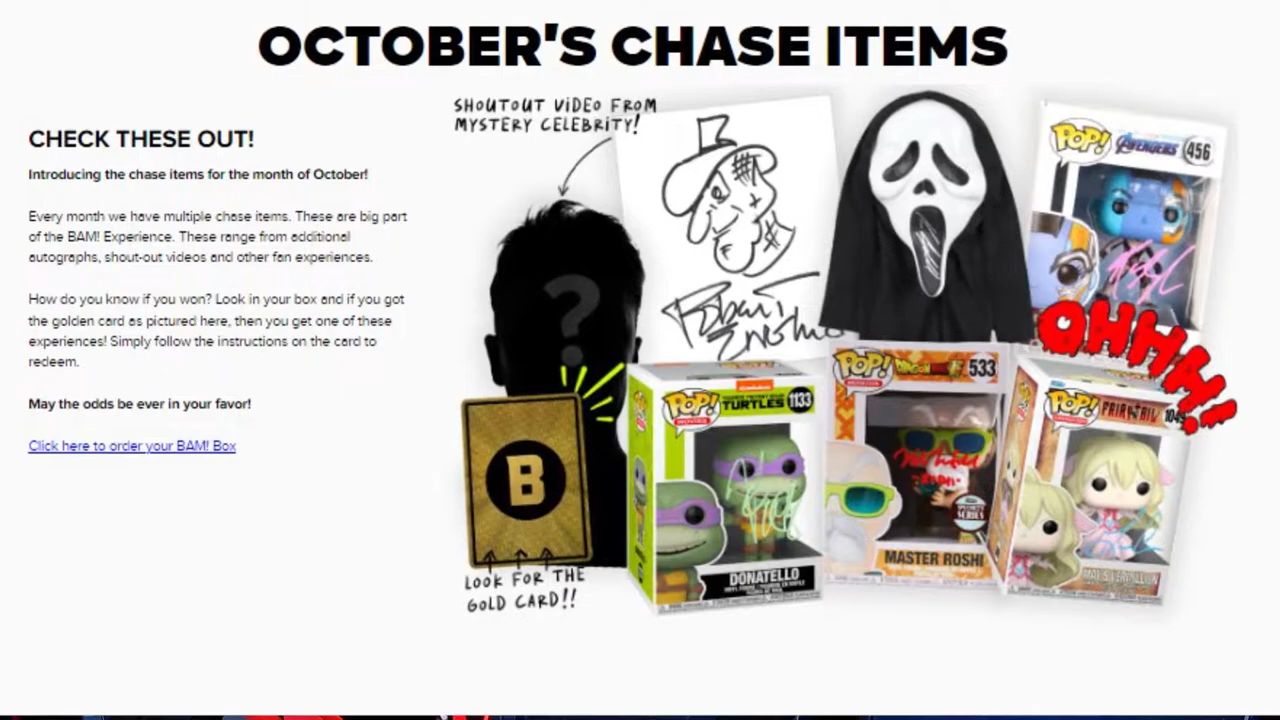 OCTOBER'S CHASE ITEMS
CHECK THESE OUT!
Introducing the chase items for the month of October!
Every month we have multiple chase items. These are big part
of the BAM! Experience. These range from additional
autographs, shout-out videos and other fan experiences.
How do you know if you won? Look in your box and if you got
the golden card as pictured here, then you get one of these
experiences! Simply follow the instructions on the card to
redeem.
May the odds be ever in your favor!
Click here to order your BAM! Box
SHOUTOUT VIDEO FROM
MYSTERY CELEBRITY!
?
B
LOOK FOR THE
GOLD CARD!!
POP!
AVENGERS
456
OHHH!!
POP!
MOVIES
nickelodeon
TURTLES
1133
DONATELLO
POP!
ANIMATION
533
SPECIALTY
SERIES
MASTER ROSHI
POP!
FAIRY TAIL
1049